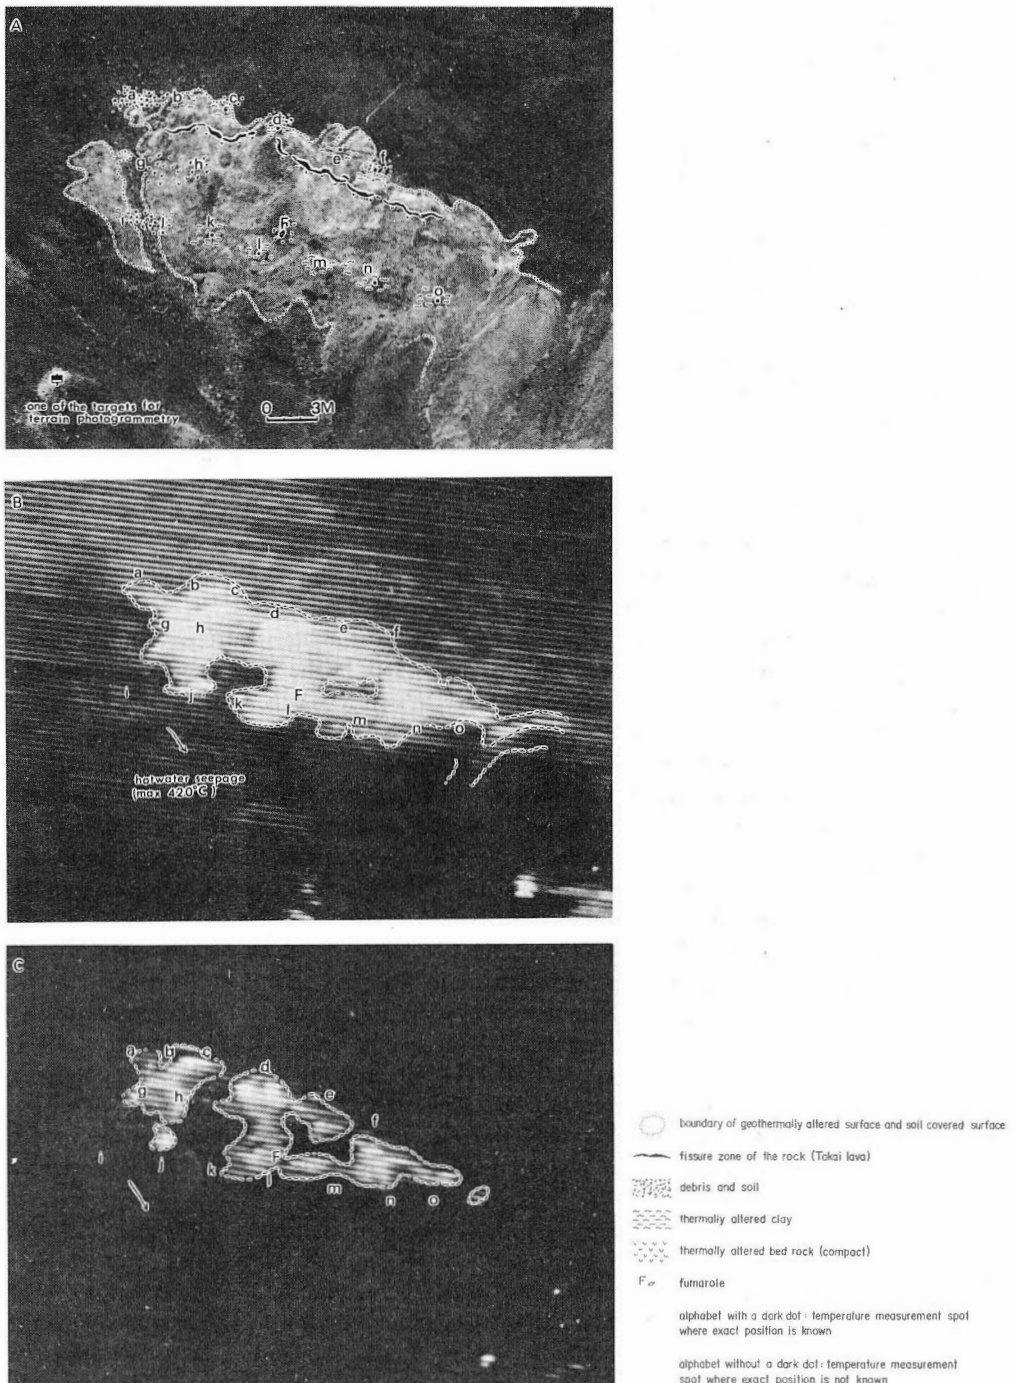 A
a b c
d
e f
g h
i j k F
l
m n
o
one of the targets for
terrain photogrammetry
0 3M
B
a b c
d
e f
g h
i j k l F
m n o
hotwater seepage
(max 420°C)
C
a b c
d
e
f
g h
i j k l F
m n o
boundary of geothermally altered surface and soil covered surface
fissure zone of the rock (Takai lava)
debris and soil
thermally altered clay
thermally altered bed rock (compact)
F fumarole
alphabet with a dark dot : temperature measurement spot
where exact position is known
alphabet without a dark dot : temperature measurement
spot where exact position is not known